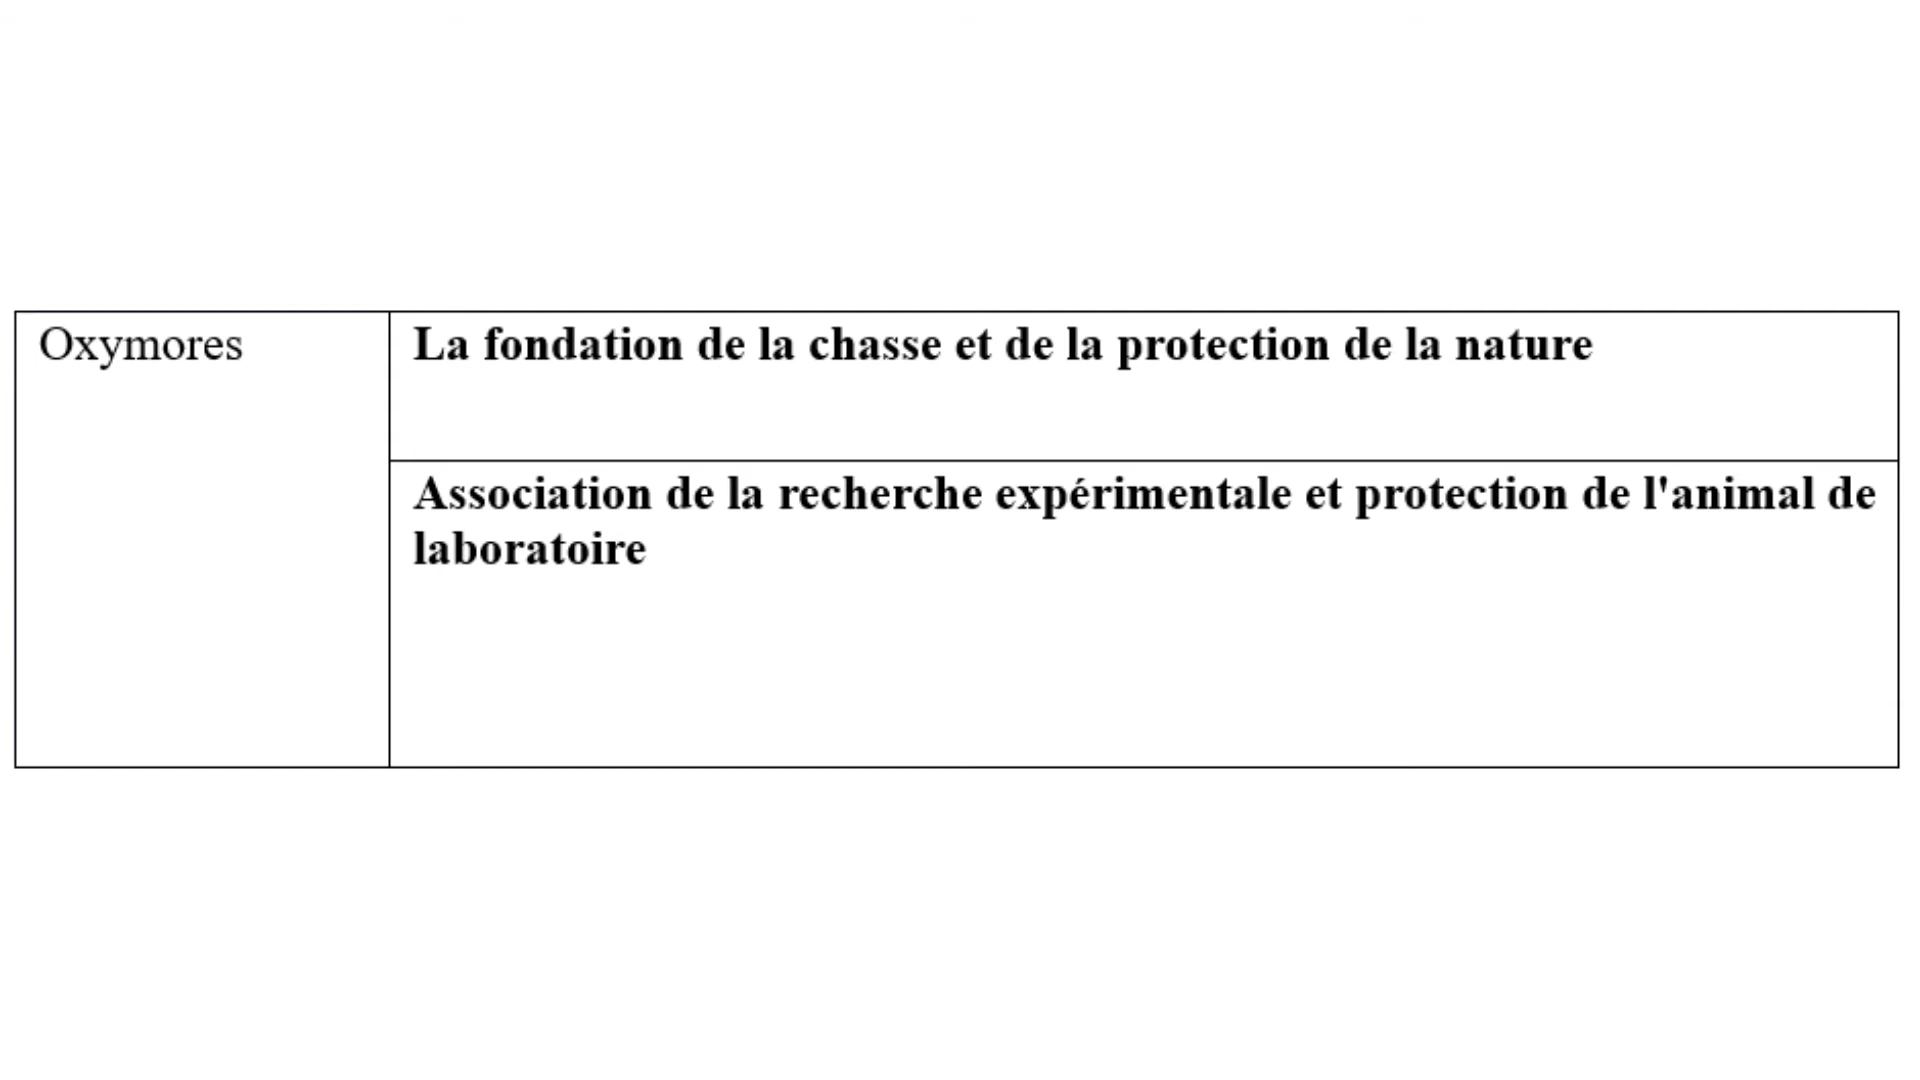 Oxymores
La fondation de la chasse et de la protection de la nature
Association de la recherche expérimentale et protection de l'animal de
laboratoire